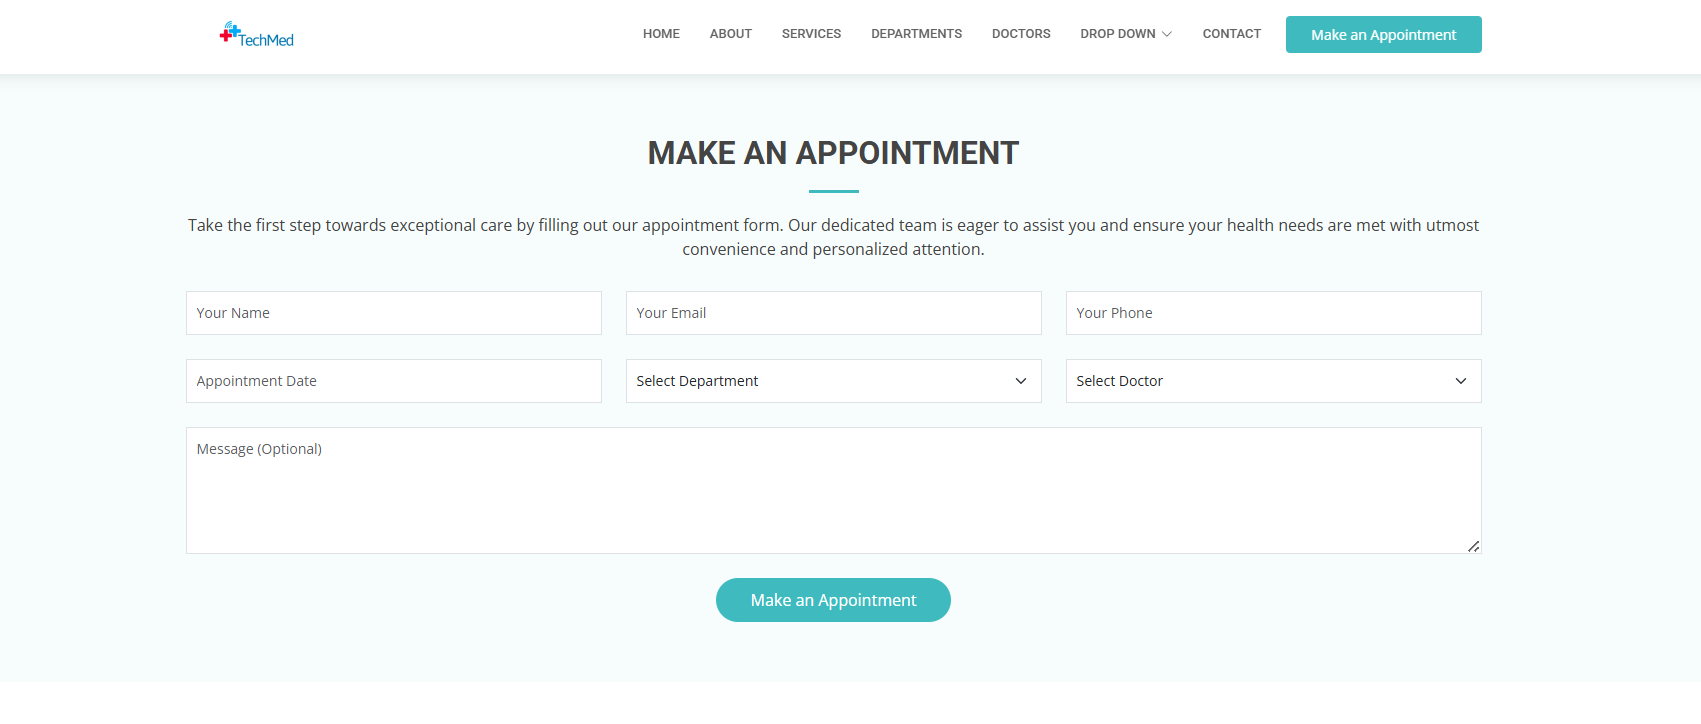 TechMed
HOME ABOUT SERVICES DEPARTMENTS DOCTORS DROP DOWN CONTACT Make an Appointment
MAKE AN APPOINTMENT
Take the first step towards exceptional care by filling out our appointment form. Our dedicated team is eager to assist you and ensure your health needs are met with utmost
convenience and personalized attention.
Your Name Your Email Your Phone
Appointment Date Select Department Select Doctor
Message (Optional)
Make an Appointment